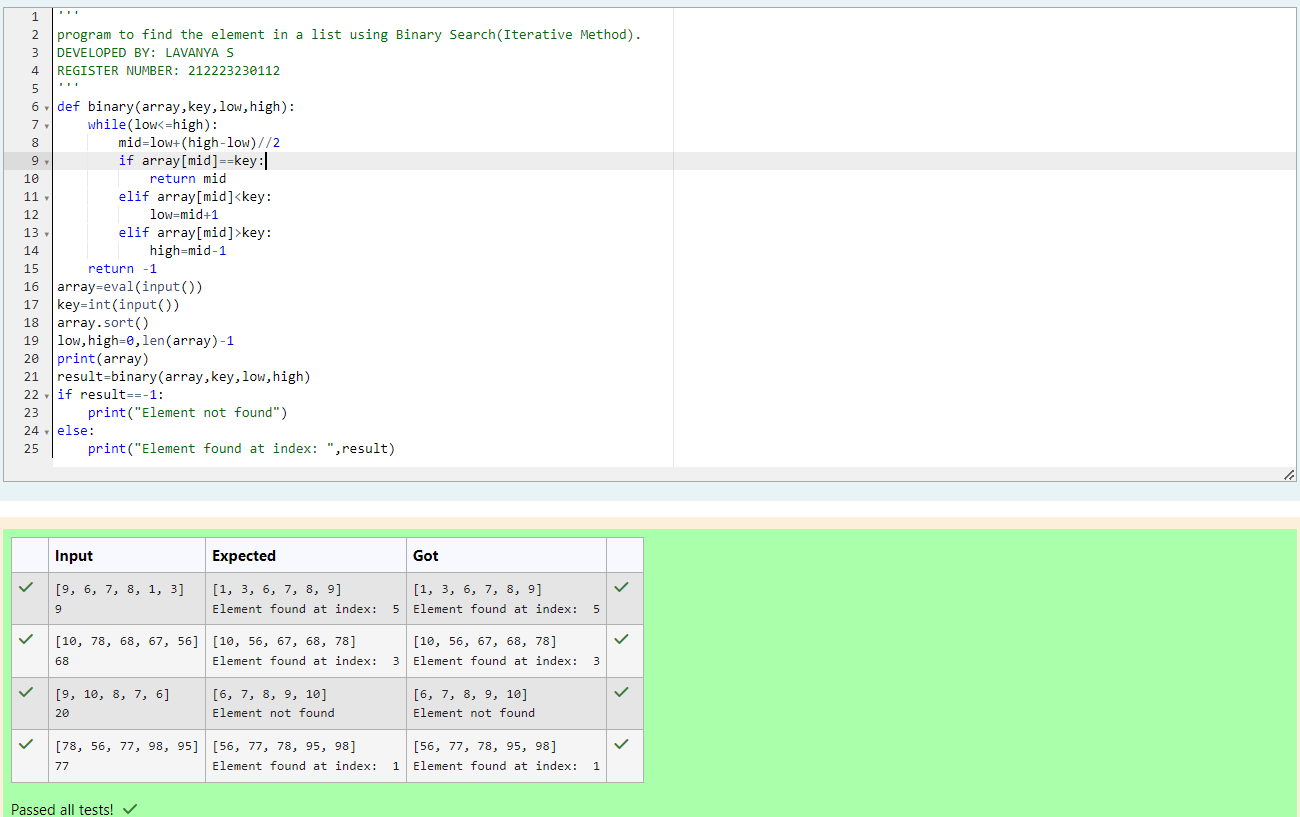 1 '''
2 program to find the element in a list using Binary Search(Iterative Method).
3 DEVELOPED BY: LAVANYA S
4 REGISTER NUMBER: 212223230112
5 '''
6 def binary(array,key,low,high):
7     while(low<=high):
8         mid=low+(high-low)//2
9         if array[mid]==key:
10             return mid
11         elif array[mid]<key:
12             low=mid+1
13         elif array[mid]>key:
14             high=mid-1
15     return -1
16 array=eval(input())
17 key=int(input())
18 array.sort()
19 low,high=0,len(array)-1
20 print(array)
21 result=binary(array,key,low,high)
22 if result==-1:
23     print("Element not found")
24 else:
25     print("Element found at index: ",result)
Input Expected Got
[9, 6, 7, 8, 1, 3] [1, 3, 6, 7, 8, 9] [1, 3, 6, 7, 8, 9]
9 Element found at index:  5 Element found at index:  5
[10, 78, 68, 67, 56] [10, 56, 67, 68, 78] [10, 56, 67, 68, 78]
68 Element found at index:  3 Element found at index:  3
[9, 10, 8, 7, 6] [6, 7, 8, 9, 10] [6, 7, 8, 9, 10]
20 Element not found Element not found
[78, 56, 77, 98, 95] [56, 77, 78, 95, 98] [56, 77, 78, 95, 98]
77 Element found at index:  1 Element found at index:  1
Passed all tests!